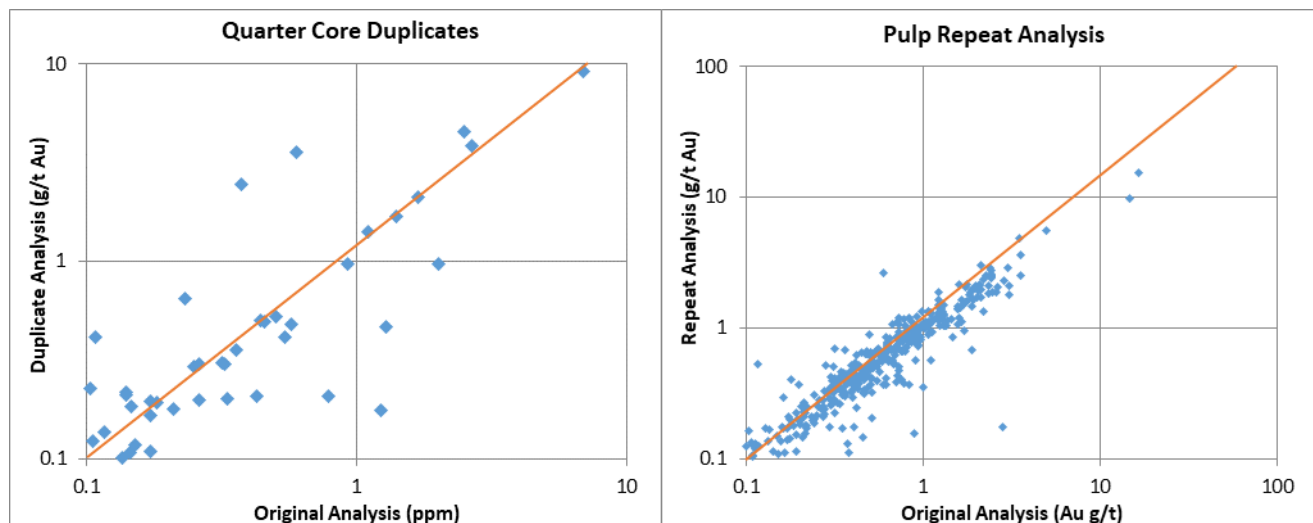 Quarter Core Duplicates
Duplicate Analysis (g/t Au)
10
1
0.1
0.1
1
10
Original Analysis (ppm)
Pulp Repeat Analysis
Repeat Analysis (g/t Au)
100
10
1
0.1
0.1
1
10
100
Original Analysis (Au g/t)